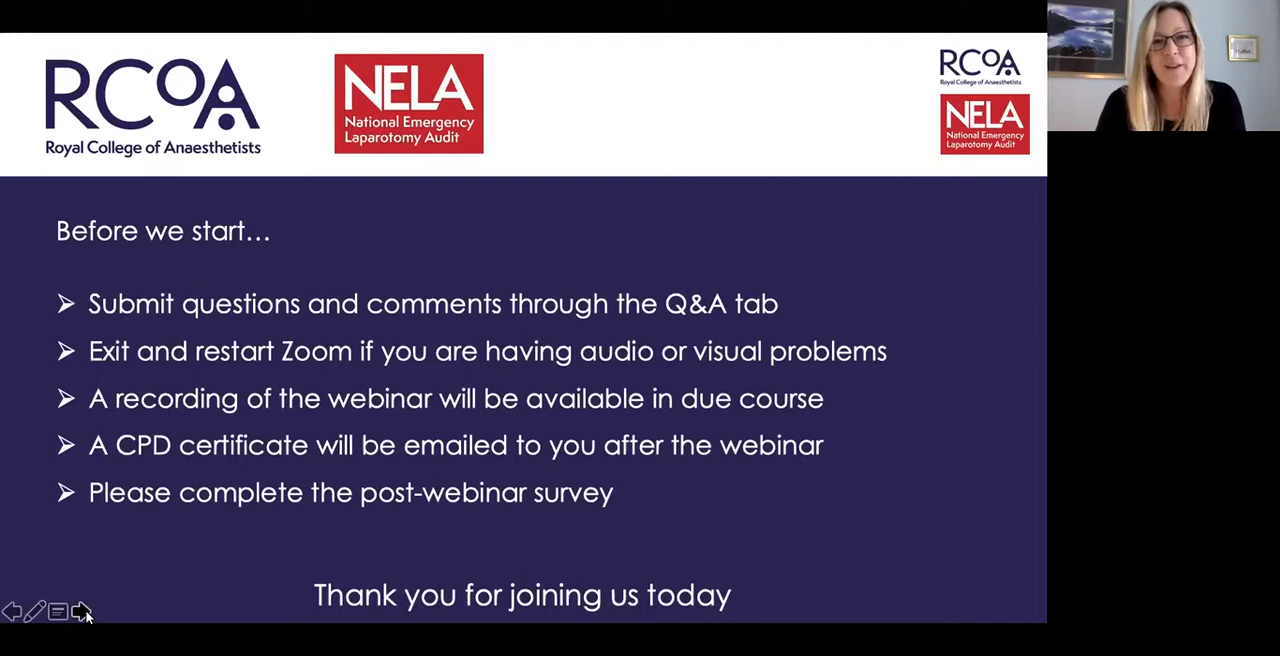 RCOA
Royal College of Anaesthetists
NELA
National Emergency
Laparotomy Audit
RCOA
Royal College of Anaesthetists
NELA
National Emergency
Laparotomy Audit
Before we start…
➢ Submit questions and comments through the Q&A tab
➢ Exit and restart Zoom if you are having audio or visual problems
➢ A recording of the webinar will be available in due course
➢ A CPD certificate will be emailed to you after the webinar
➢ Please complete the post-webinar survey
Thank you for joining us today